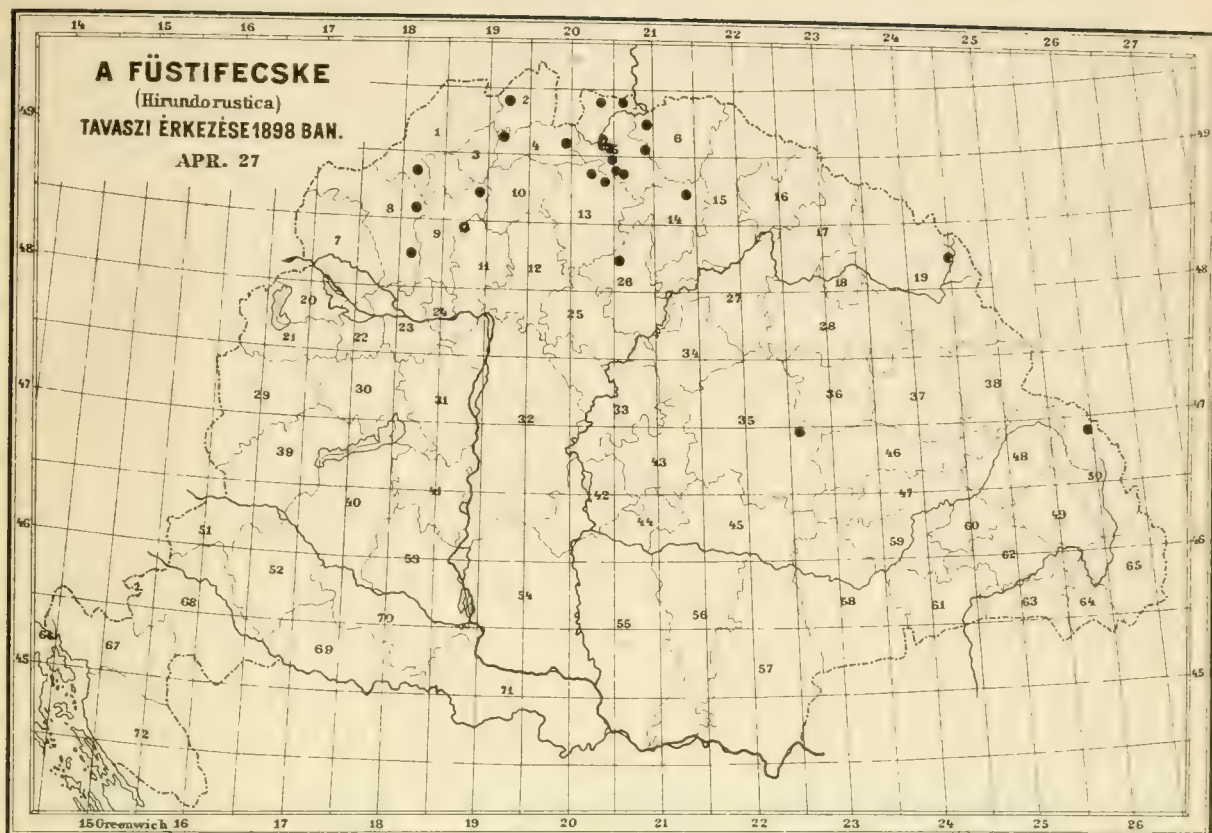 14 15 16 17 18 19 20 21 22 23 24 25 26 27
A FÜSTIFECSKE
(Hirundo rustica)
TAVASZI ÉRKEZÉSE 1898 BAN.
APR. 27
49 49
2
1 6
3 4
10
8 13 14 15 16
9 17
7
48 11 12 26 19 48
20 27 18
24 25
21 22 23 28
34
29 30 31 32 33 36 37 38
47 35 47
39 43 46 48
50
40 41 42 47
44 45 49
46 51 59 60 46
52 53 62
65
54 58 61 63 64
68 70 55 56
66 67
69 57
45 71 45
72
15 Greenwich 16 17 18 19 20 21 22 23 24 25 26